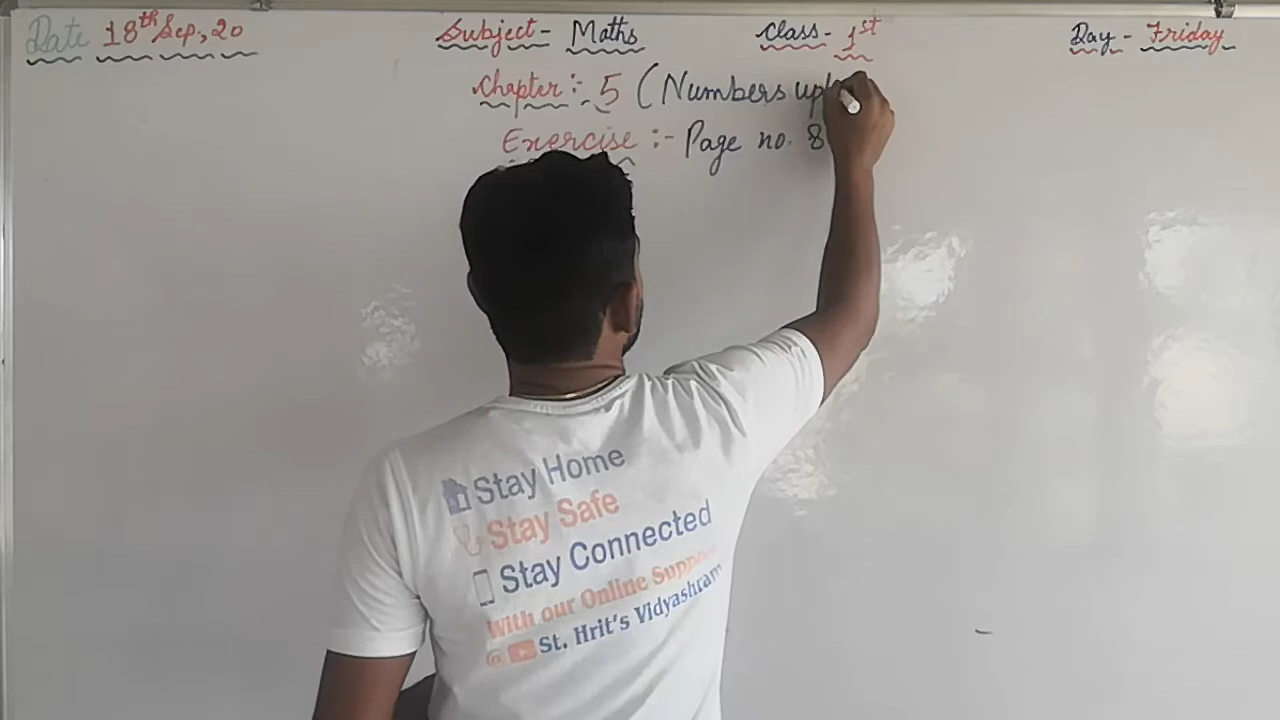 Date 18th Sep, 20 Subject- Maths Class- 1st Day- Friday
Chapter:- 5 (Numbers upto
Exercise :- Page no. 8
Stay Home
Stay Safe
Stay Connected
With our Online Support
@ St. Hrit's Vidyashram